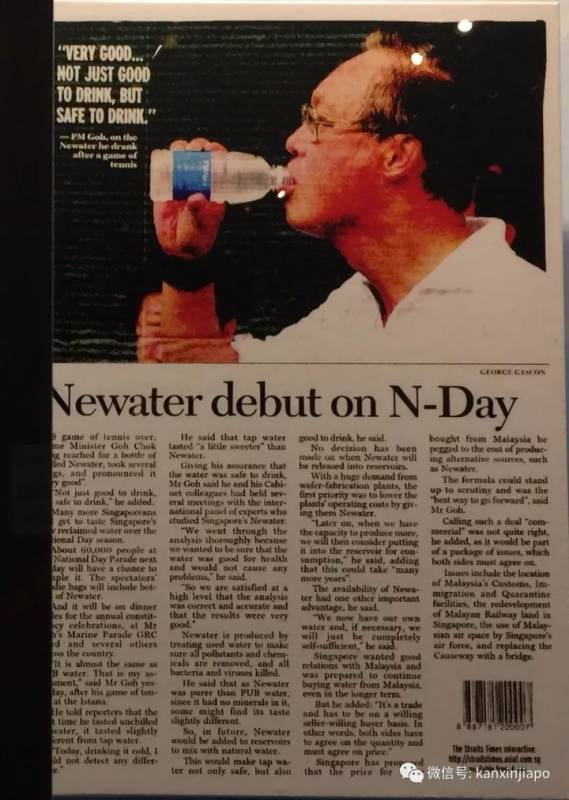 "VERY GOOD...
NOT JUST GOOD
TO DRINK, BUT
SAFE TO DRINK."
— PM Goh, on the
Newater he drank
after a game of
tennis
GEORGE GASCON
Newater debut on N-Day
S game of tennis over,
me Minister Goh Chok
ng reached for a bottle of
lled Newater, took several
gs, and pronounced it
ry good".
"Not just good to drink,
safe to drink," he added.
Many more Singaporeans
get to taste Singapore's
reclaimed water over the
ional Day season.
About 60,000 people at
National Day Parade next
day will have a chance to
mple it. The spectators'
die bags will include bot-
of Newater.
And it will be on dinner
les for the annual constit-
cy celebrations, at Mr
h's Marine Parade GRC
rd and several others
oss the country.
"It is almost the same as
B water. That is my as-
ment," said Mr Goh yes-
lay, after his game of ten-
at the Istana.
He told reporters that the
t time he tasted unchilled
water, it tasted slightly
erent from tap water.
"Today, drinking it cold, I
ld not detect any differ-
e."
He said that tap water
tasted "a little sweeter" than
Newater.
Giving his assurance that
the water was safe to drink,
Mr Goh said he and his Cabi-
net colleagues had held sev-
eral meetings with the inter-
national panel of experts who
studied Singapore's Newater.
"We went through the
analysis thoroughly because
we wanted to be sure that the
water was good for health
and would not cause any
problems," he said.
"So we are satisfied at a
high level that the analysis
was correct and accurate and
that the results were very
good."
Newater is produced by
treating used water to make
sure all pollutants and chemi-
cals are removed, and all
bacteria and viruses killed.
He said that as Newater
was purer than PUB water,
since it had no minerals in it,
some might find its taste
slightly different.
So, in future, Newater
would be added to reservoirs
to mix with natural water.
This would make tap wa-
ter not only safe, but also
good to drink, he said.
No decision has been
made on when Newater will
be released into reservoirs.
With a huge demand from
wafer-fabrication plants, the
first priority was to lower the
plants' operating costs by giv-
ing them Newater.
"Later on, when we have
the capacity to produce more,
we will then consider putting
it into the reservoir for con-
sumption," he said, adding
that this could take "many
more years".
The availability of Newa-
ter had one other important
advantage, he said.
"We now have our own
water and, if necessary, we
will just be completely
self-sufficient," he said.
Singapore wanted good
relations with Malaysia and
was prepared to continue
buying water from Malaysia,
even in the longer term.
But he added: "It's a trade
and has to be on a willing
seller-willing buyer basis. In
other words, both sides have
to agree on the quantity and
must agree on price."
Singapore has proposed
that the price for
bought from Malaysia be
pegged to the cost of produc-
ing alternative sources, such
as Newater.
The formula could stand
up to scrutiny and was the
"best way to go forward", said
Mr Goh.
Calling such a deal "com-
mercial" was not quite right,
he added, as it would be part
of a package of issues, which
both sides must agree on.
Issues include the location
of Malaysia's Customs, Im-
migration and Quarantine
facilities, the redevelopment
of Malayan Railway land in
Singapore, the use of Malay-
sian air space by Singapore's
air force, and replacing the
Causeway with a bridge.
The Straits Times interactive:
http://straitstimes.asia1.com.sg
微信号: kanxinjiapo